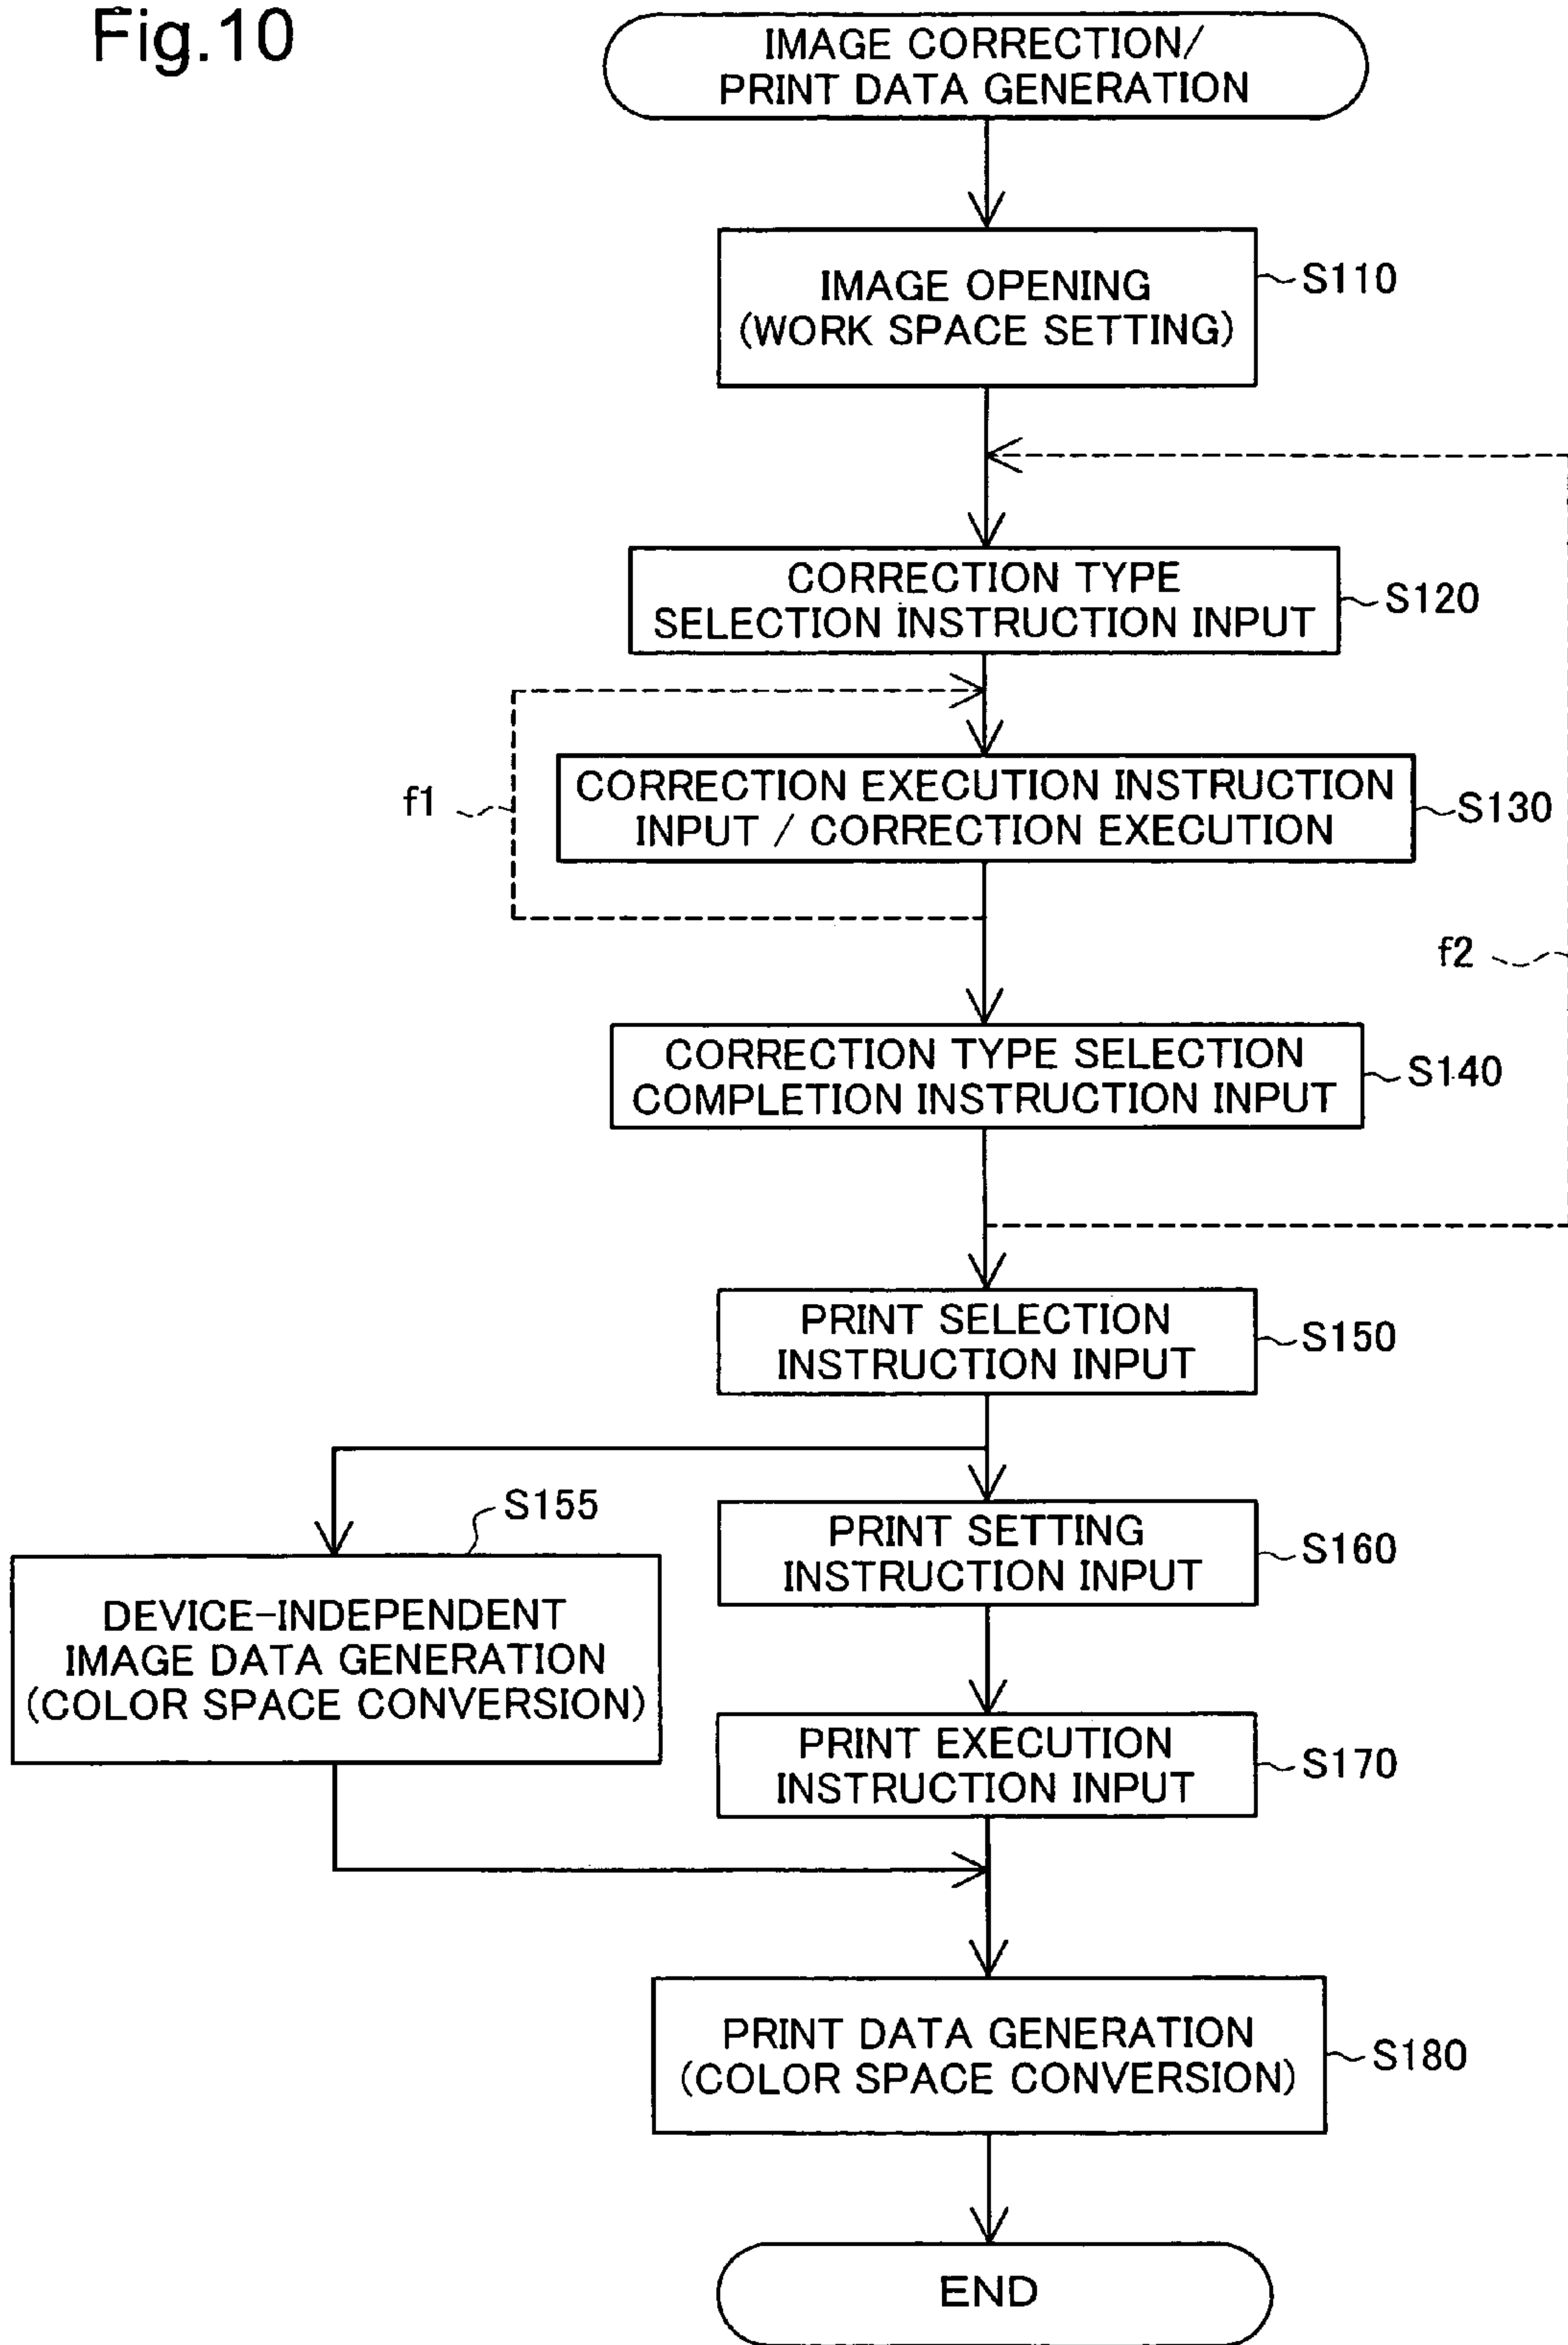 Fig.10
IMAGE CORRECTION/
PRINT DATA GENERATION
IMAGE OPENING
(WORK SPACE SETTING)
S110
CORRECTION TYPE
SELECTION INSTRUCTION INPUT
S120
f1
CORRECTION EXECUTION INSTRUCTION
INPUT / CORRECTION EXECUTION
S130
f2
CORRECTION TYPE SELECTION
COMPLETION INSTRUCTION INPUT
S140
PRINT SELECTION
INSTRUCTION INPUT
S150
S155
DEVICE-INDEPENDENT
IMAGE DATA GENERATION
(COLOR SPACE CONVERSION)
PRINT SETTING
INSTRUCTION INPUT
S160
PRINT EXECUTION
INSTRUCTION INPUT
S170
PRINT DATA GENERATION
(COLOR SPACE CONVERSION)
S180
END